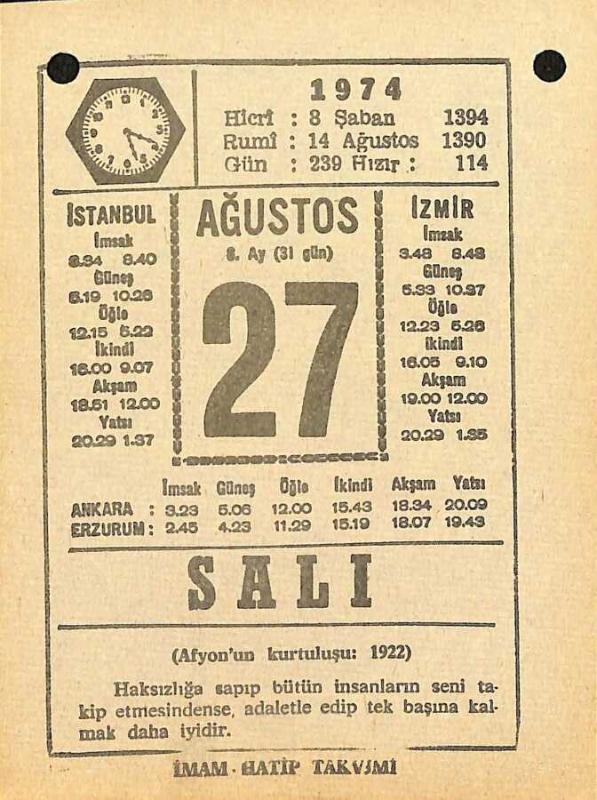 1974
Hicrî : 8 Şaban 1394
Rumî : 14 Ağustos 1390
Gün : 239 Hızır : 114
İSTANBUL
İmsak
3.34 8.40
Güneş
5.19 10.26
Öğle
12.15 5.22
İkindi
16.00 9.07
Akşam
18.51 12.00
Yatsı
20.29 1.37
AĞUSTOS
8. Ay (31 gün)
27
İZMİR
İmsak
3.48 8.48
Güneş
5.33 10.37
Öğle
12.23 5.28
İkindi
16.05 9.10
Akşam
19.00 12.00
Yatsı
20.29 1.35
İmsak Güneş Öğle İkindi Akşam Yatsı
ANKARA : 3.23 5.06 12.00 15.43 18.34 20.09
ERZURUM : 2.45 4.23 11.29 15.19 18.07 19.43
SALI
(Afyon'un kurtuluşu: 1922)
Haksızlığa sapıp bütün insanların seni ta-
kip etmesindense, adaletle edip tek başına kal-
mak daha iyidir.
İMAM - HATİP TAKVİMİ